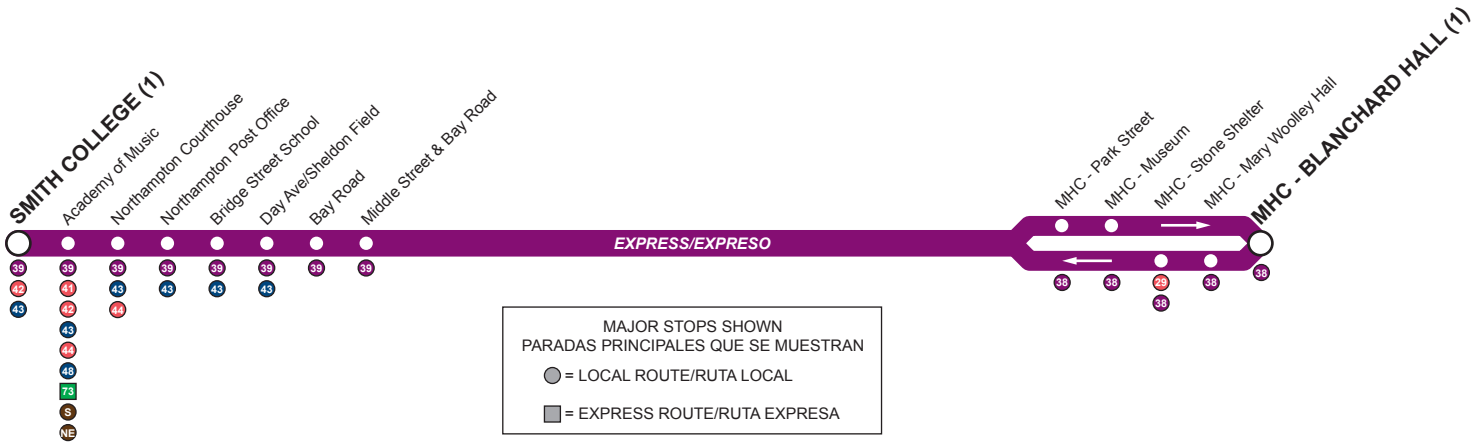 SMITH COLLEGE (1)
Academy of Music
Northampton Courthouse
Northampton Post Office
Bridge Street School
Day Ave/Sheldon Field
Bay Road
Middle Street & Bay Road
MHC - Park Street
MHC - Museum
MHC - Stone Shelter
MHC - Mary Woolley Hall
MHC - BLANCHARD HALL (1)
EXPRESS/EXPRESO
39 39 39 39 39 39 39 39
42 41 43 43 43 43
43 42 44
43
44
48
73
S
NE
38 38 29 38 38
38
MAJOR STOPS SHOWN
PARADAS PRINCIPALES QUE SE MUESTRAN
= LOCAL ROUTE/RUTA LOCAL
= EXPRESS ROUTE/RUTA EXPRESA